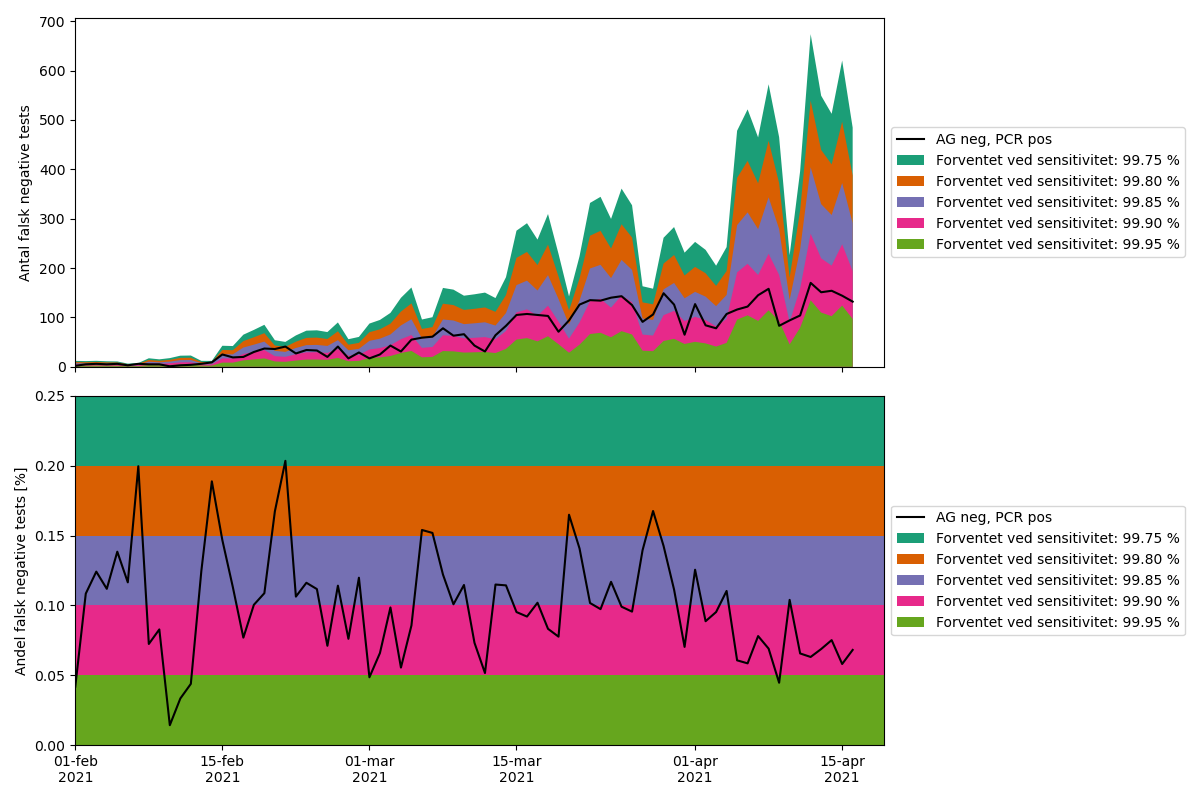 700
600
500
400
300
200
100
0
Antal falsk negative tests
AG neg, PCR pos
Forventet ved sensitivitet: 99.75 %
Forventet ved sensitivitet: 99.80 %
Forventet ved sensitivitet: 99.85 %
Forventet ved sensitivitet: 99.90 %
Forventet ved sensitivitet: 99.95 %
0.25
0.20
0.15
0.10
0.05
0.00
Andel falsk negative tests [%]
01-feb
2021
15-feb
2021
01-mar
2021
15-mar
2021
01-apr
2021
15-apr
2021
AG neg, PCR pos
Forventet ved sensitivitet: 99.75 %
Forventet ved sensitivitet: 99.80 %
Forventet ved sensitivitet: 99.85 %
Forventet ved sensitivitet: 99.90 %
Forventet ved sensitivitet: 99.95 %